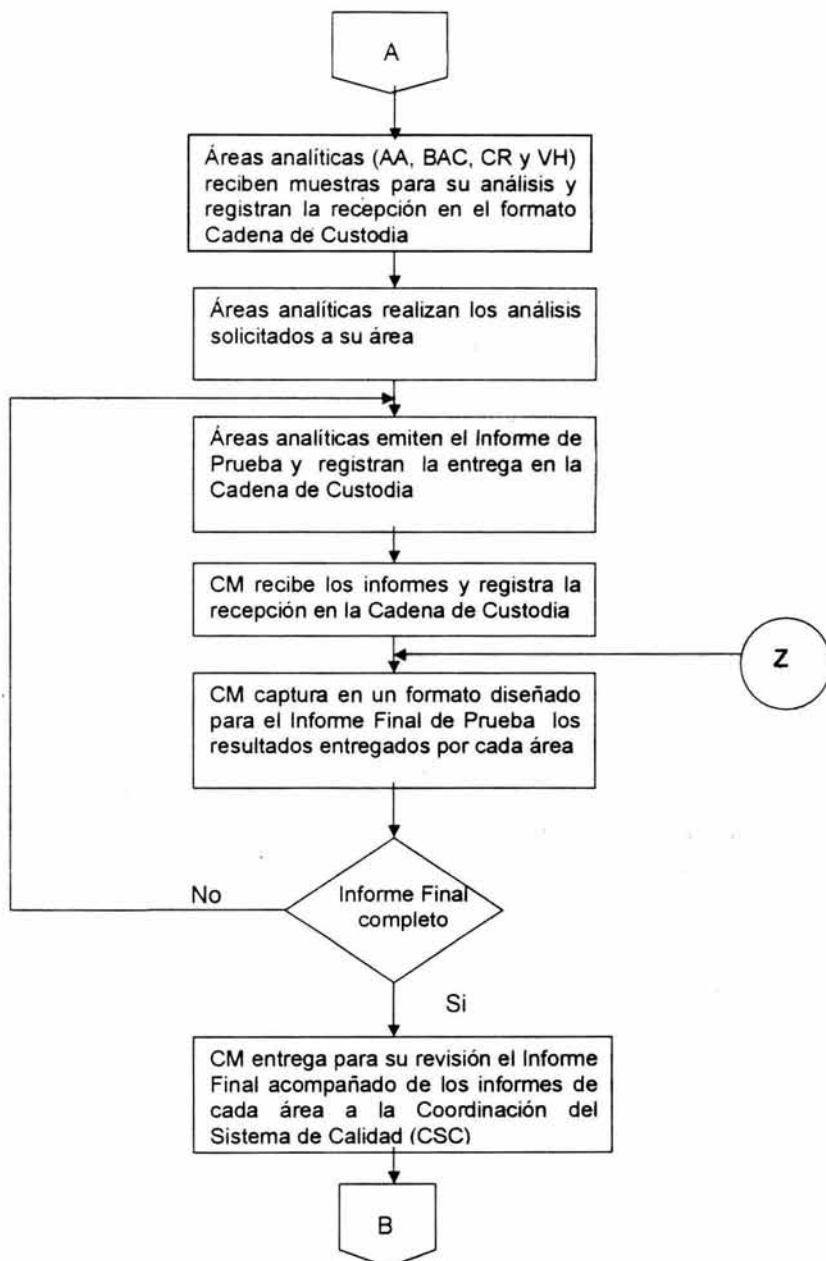 A
Áreas analíticas (AA, BAC, CR y VH)
reciben muestras para su análisis y
registran la recepción en el formato
Cadena de Custodia
Áreas analíticas realizan los análisis
solicitados a su área
Áreas analíticas emiten el Informe de
Prueba y registran la entrega en la
Cadena de Custodia
CM recibe los informes y registra la
recepción en la Cadena de Custodia
Z
CM captura en un formato diseñado
para el Informe Final de Prueba los
resultados entregados por cada área
No
Informe Final
completo
Si
CM entrega para su revisión el Informe
Final acompañado de los informes de
cada área a la Coordinación del
Sistema de Calidad (CSC)
B